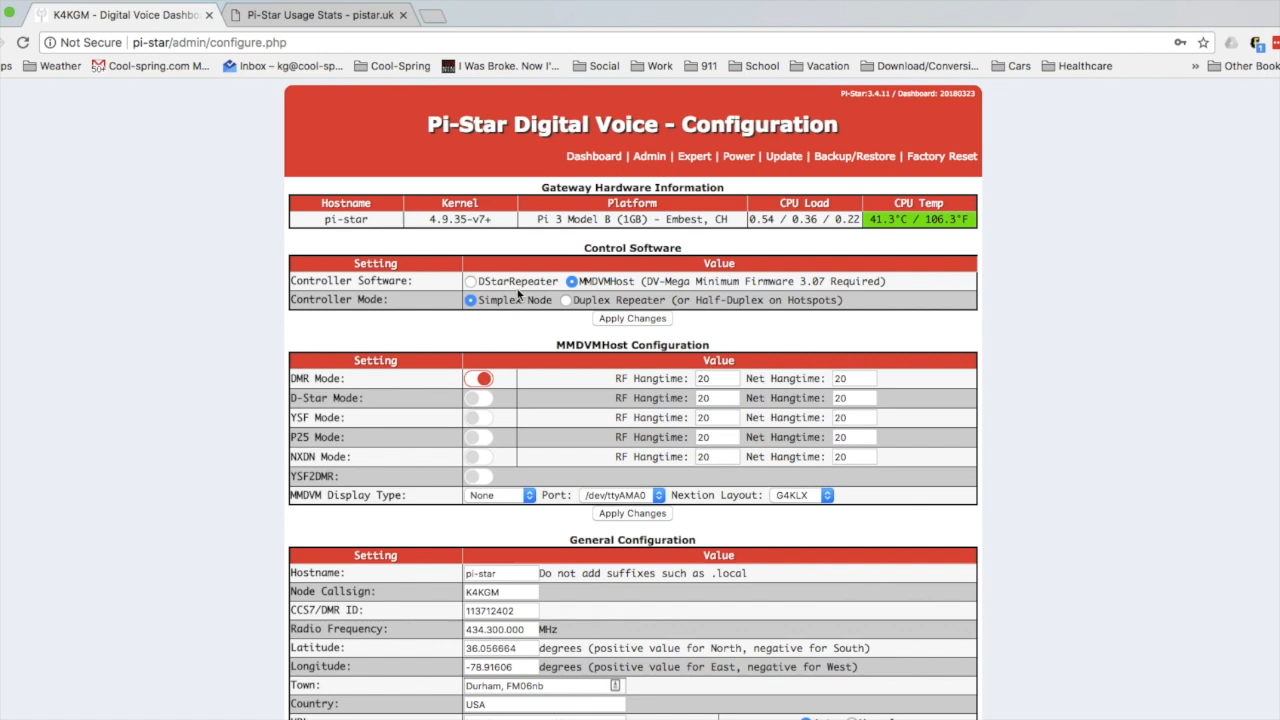 K4KGM - Digital Voice Dashbo × Pi-Star Usage Stats - pistar.uk ×
Not Secure | pi-star/admin/configure.php
ps Weather Cool-spring.com M... Inbox – kg@cool-sp... Cool-Spring I Was Broke. Now I'... Social Work 911 School Vacation Download/Conversi... Cars Healthcare » Other Book
Pi-Star:3.4.11 / Dashboard: 20180323
Pi-Star Digital Voice - Configuration
Dashboard | Admin | Expert | Power | Update | Backup/Restore | Factory Reset
Gateway Hardware Information
Hostname Kernel Platform CPU Load CPU Temp
pi-star 4.9.35-v7+ Pi 3 Model B (1GB) - Embest, CH 0.54 / 0.36 / 0.22 41.3°C / 106.3°F
Control Software
Setting Value
Controller Software: DStarRepeater MMDVMHost (DV-Mega Minimum Firmware 3.07 Required)
Controller Mode: Simplex Node Duplex Repeater (or Half-Duplex on Hotspots)
Apply Changes
MMDVMHost Configuration
Setting Value
DMR Mode: RF Hangtime: 20 Net Hangtime: 20
D-Star Mode: RF Hangtime: 20 Net Hangtime: 20
YSF Mode: RF Hangtime: 20 Net Hangtime: 20
P25 Mode: RF Hangtime: 20 Net Hangtime: 20
NXDN Mode: RF Hangtime: 20 Net Hangtime: 20
YSF2DMR:
MMDVM Display Type: None Port: /dev/ttyAMA0 Nextion Layout: G4KLX
Apply Changes
General Configuration
Setting Value
Hostname: pi-star Do not add suffixes such as .local
Node Callsign: K4KGM
CCS7/DMR ID: 113712402
Radio Frequency: 434.300.000 MHz
Latitude: 36.056664 degrees (positive value for North, negative for South)
Longitude: -78.91606 degrees (positive value for East, negative for West)
Town: Durham, FM06nb
Country: USA